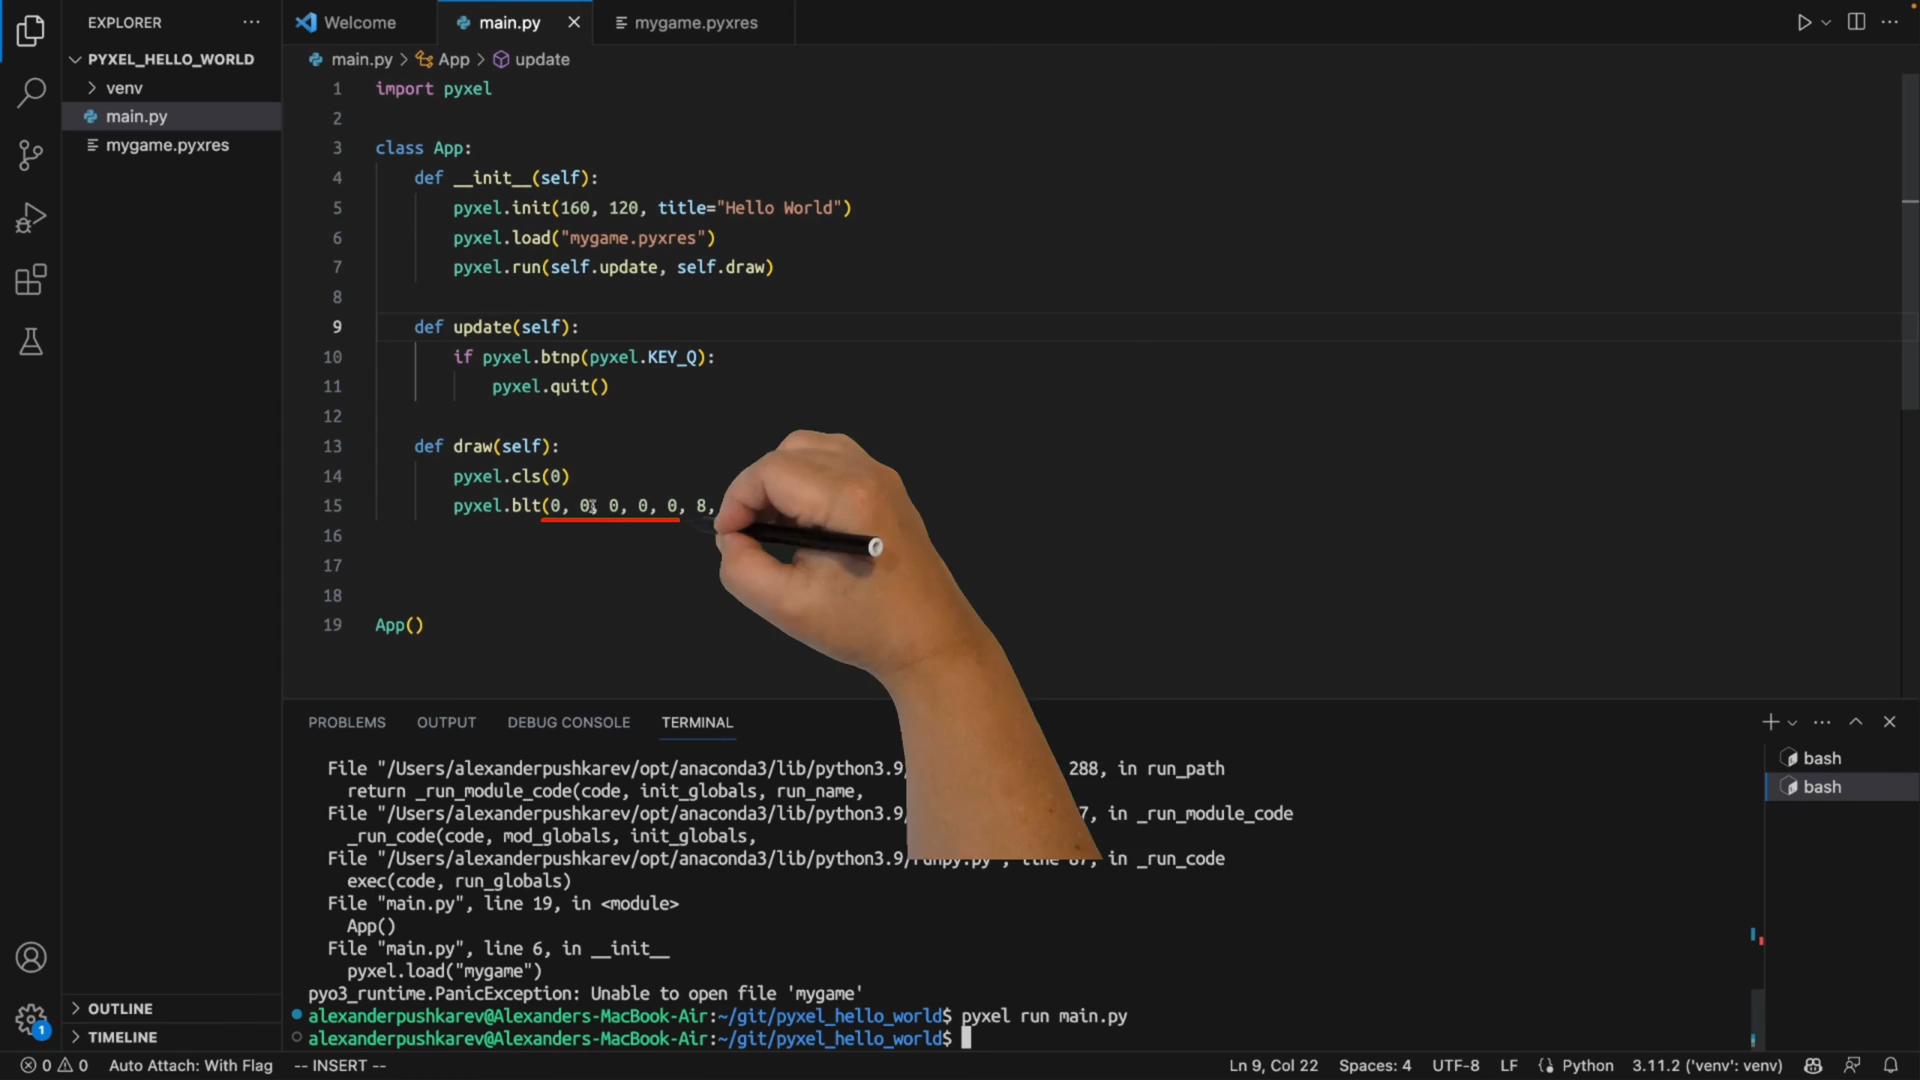 EXPLORER
Welcome
main.py
mygame.pyxres
PYXEL_HELLO_WORLD
venv
main.py
mygame.pyxres
main.py > App > update
1 import pyxel
2
3 class App:
4 def __init__(self):
5 pyxel.init(160, 120, title="Hello World")
6 pyxel.load("mygame.pyxres")
7 pyxel.run(self.update, self.draw)
8
9 def update(self):
10 if pyxel.btnp(pyxel.KEY_Q):
11 pyxel.quit()
12
13 def draw(self):
14 pyxel.cls(0)
15 pyxel.blt(0, 0, 0, 0, 0, 8,
16
17
18
19 App()
PROBLEMS OUTPUT DEBUG CONSOLE TERMINAL
bash
bash
File "/Users/alexanderpushkarev/opt/anaconda3/lib/python3.9/ 288, in run_path
return _run_module_code(code, init_globals, run_name,
File "/Users/alexanderpushkarev/opt/anaconda3/lib/python3.9/ 7, in _run_module_code
_run_code(code, mod_globals, init_globals,
File "/Users/alexanderpushkarev/opt/anaconda3/lib/python3.9/runpy.py", line 87, in _run_code
exec(code, run_globals)
File "main.py", line 19, in <module>
App()
File "main.py", line 6, in __init__
pyxel.load("mygame")
pyo3_runtime.PanicException: Unable to open file 'mygame'
alexanderpushkarev@Alexanders-MacBook-Air:~/git/pyxel_hello_world$ pyxel run main.py
alexanderpushkarev@Alexanders-MacBook-Air:~/git/pyxel_hello_world$
OUTLINE
TIMELINE
1
0 0 Auto Attach: With Flag -- INSERT -- Ln 9, Col 22 Spaces: 4 UTF-8 LF Python 3.11.2 ('venv': venv)